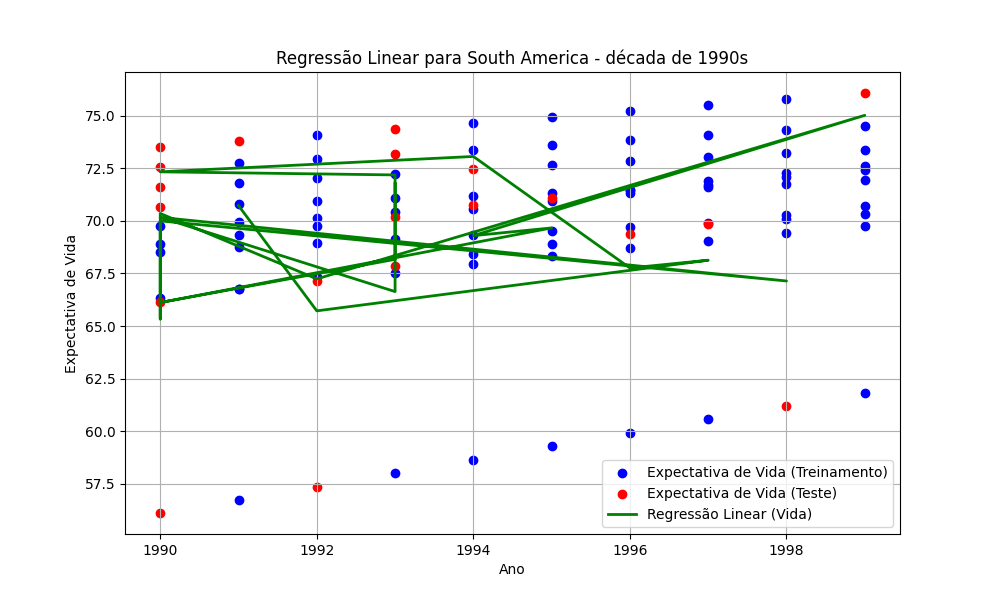 Regressão Linear para South America - década de 1990s
Expectativa de Vida
75.0
72.5
70.0
67.5
65.0
62.5
60.0
57.5
Expectativa de Vida (Treinamento)
Expectativa de Vida (Teste)
Regressão Linear (Vida)
1990 1992 1994 1996 1998
Ano